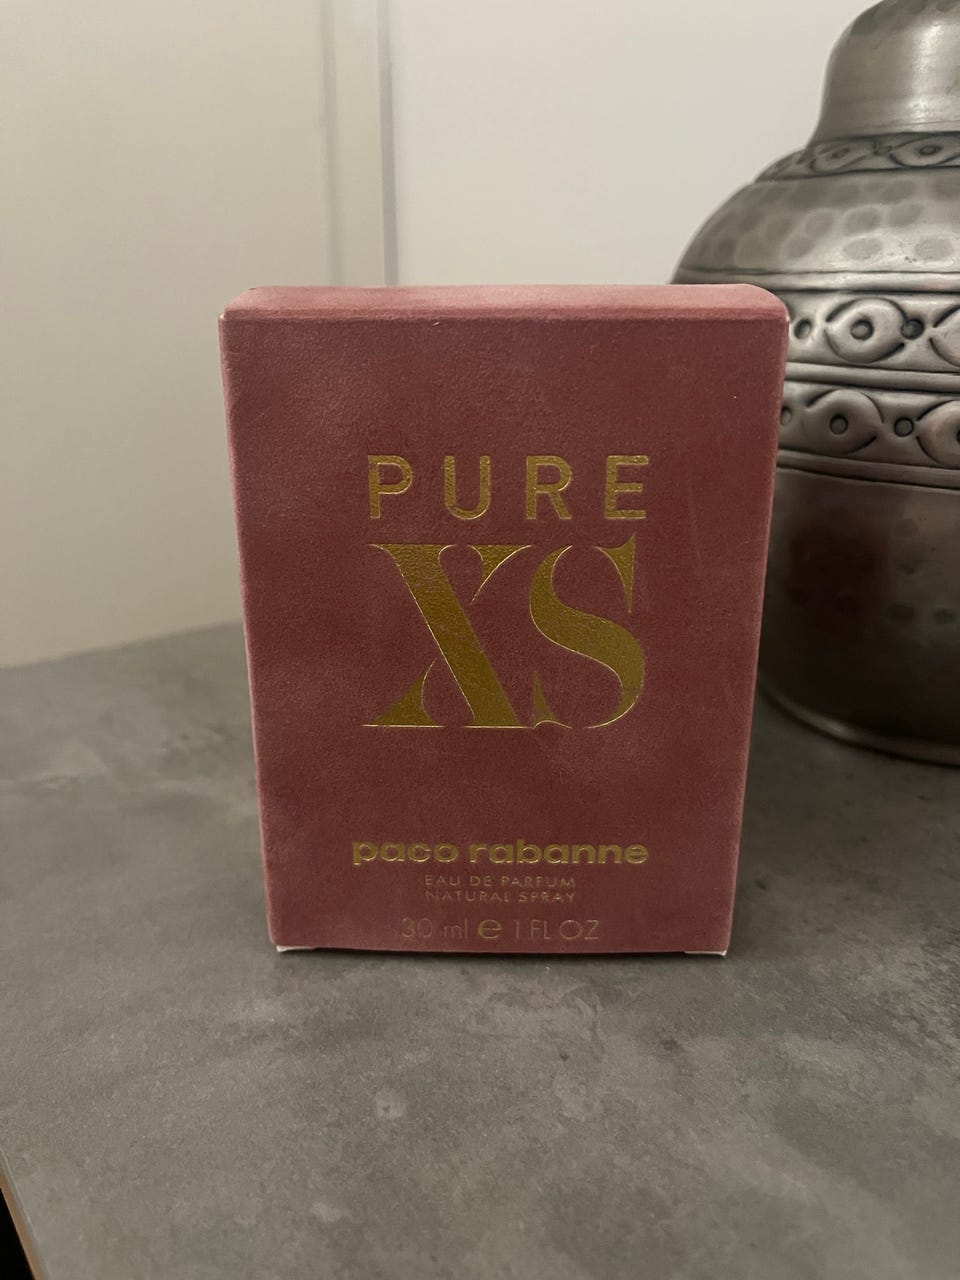 PURE
XS
paco rabanne
EAU DE PARFUM
NATURAL SPRAY
30 ml e 1 FL OZ